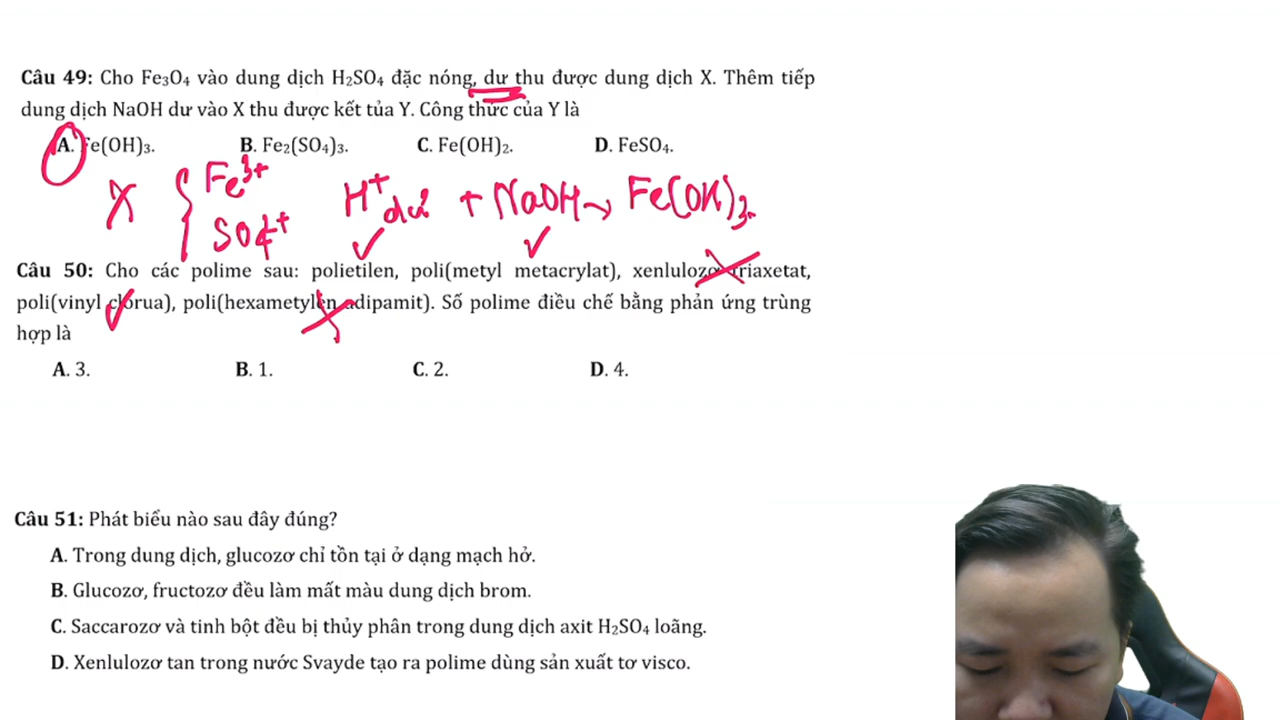 Câu 49: Cho Fe₃O₄ vào dung dịch H₂SO₄ đặc nóng, dư thu được dung dịch X. Thêm tiếp
dung dịch NaOH dư vào X thu được kết tủa Y. Công thức của Y là
A. Fe(OH)₃. B. Fe₂(SO₄)₃. C. Fe(OH)₂. D. FeSO₄.
X { Fe³⁺ H⁺ dư + NaOH → Fe(OH)₃
SO₄⁺
Câu 50: Cho các polime sau: polietilen, poli(metyl metacrylat), xenlulozơ triaxetat,
poli(vinyl clorua), poli(hexametylen adipamit). Số polime điều chế bằng phản ứng trùng
hợp là
A. 3. B. 1. C. 2. D. 4.
Câu 51: Phát biểu nào sau đây đúng?
A. Trong dung dịch, glucozơ chỉ tồn tại ở dạng mạch hở.
B. Glucozơ, fructozơ đều làm mất màu dung dịch brom.
C. Saccarozơ và tinh bột đều bị thủy phân trong dung dịch axit H₂SO₄ loãng.
D. Xenlulozơ tan trong nước Svayde tạo ra polime dùng sản xuất tơ visco.